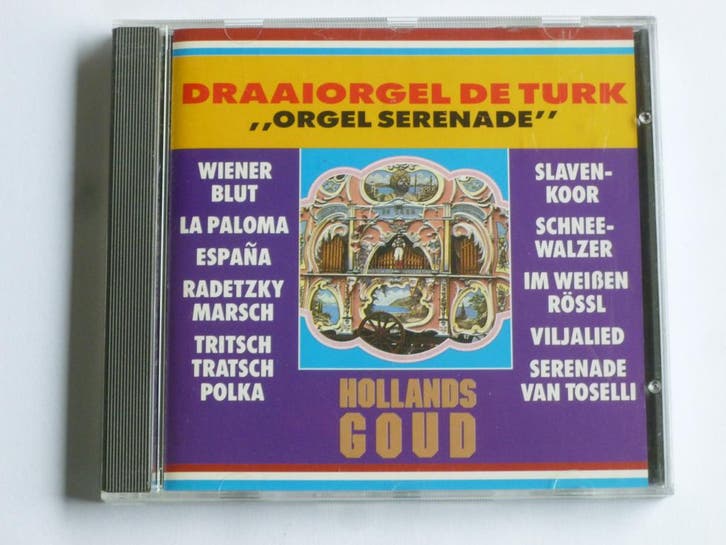 DRAAIORGEL DE TURK
,,ORGEL SERENADE’’
WIENER
BLUT
LA PALOMA
ESPAÑA
RADETZKY
MARSCH
TRITSCH
TRATSCH
POLKA
SLAVEN-
KOOR
SCHNEE-
WALZER
IM WEIßEN
RÖSSL
VILJALIED
SERENADE
VAN TOSELLI
HOLLANDS
GOUD